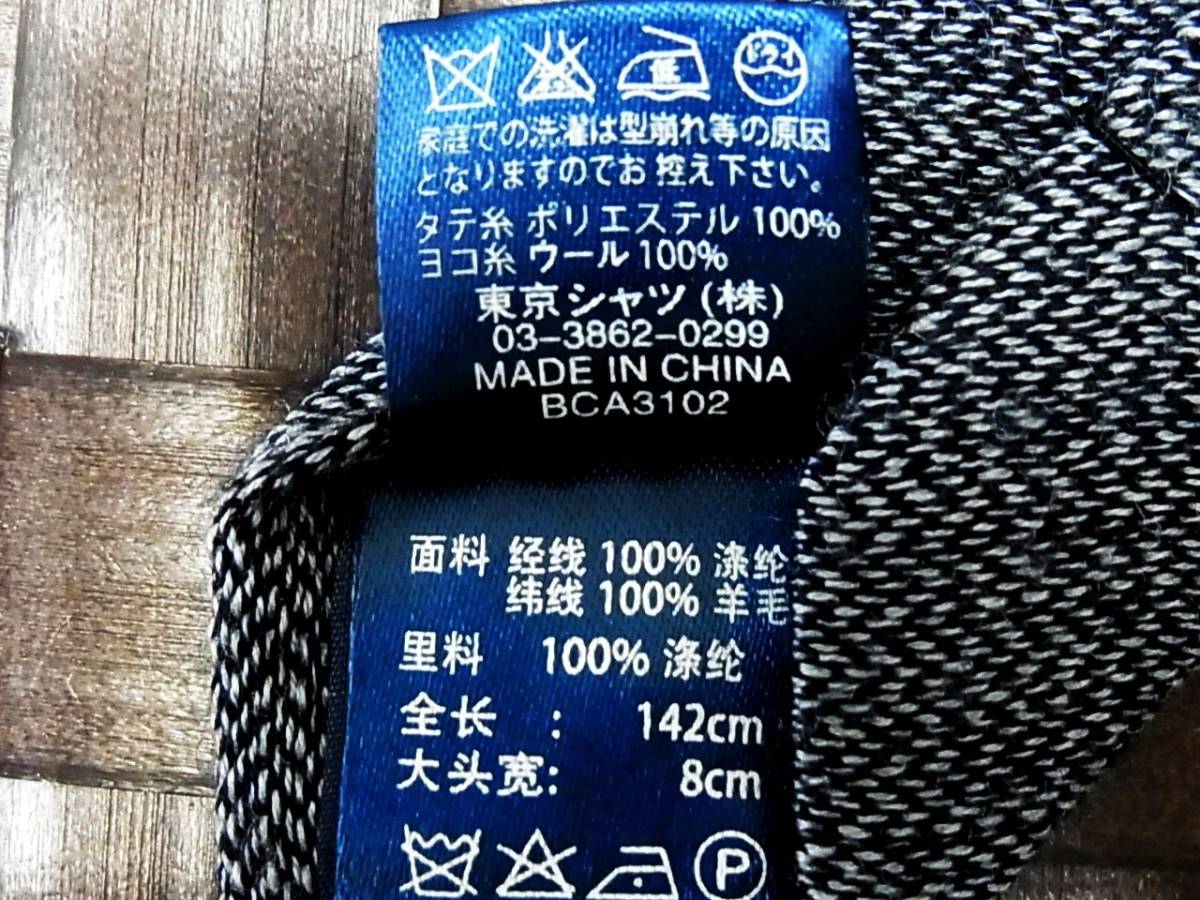 ドライ
家庭での洗濯は型崩れ等の原因
となりますのでお控え下さい。
タテ糸 ポリエステル 100%
ヨコ糸 ウール 100%
東京シャツ (株)
03-3862-0299
MADE IN CHINA
BCA3102
面料 经线 100% 涤纶
纬线 100% 羊毛
里料 100% 涤纶
全长 : 142cm
大头宽: 8cm
P